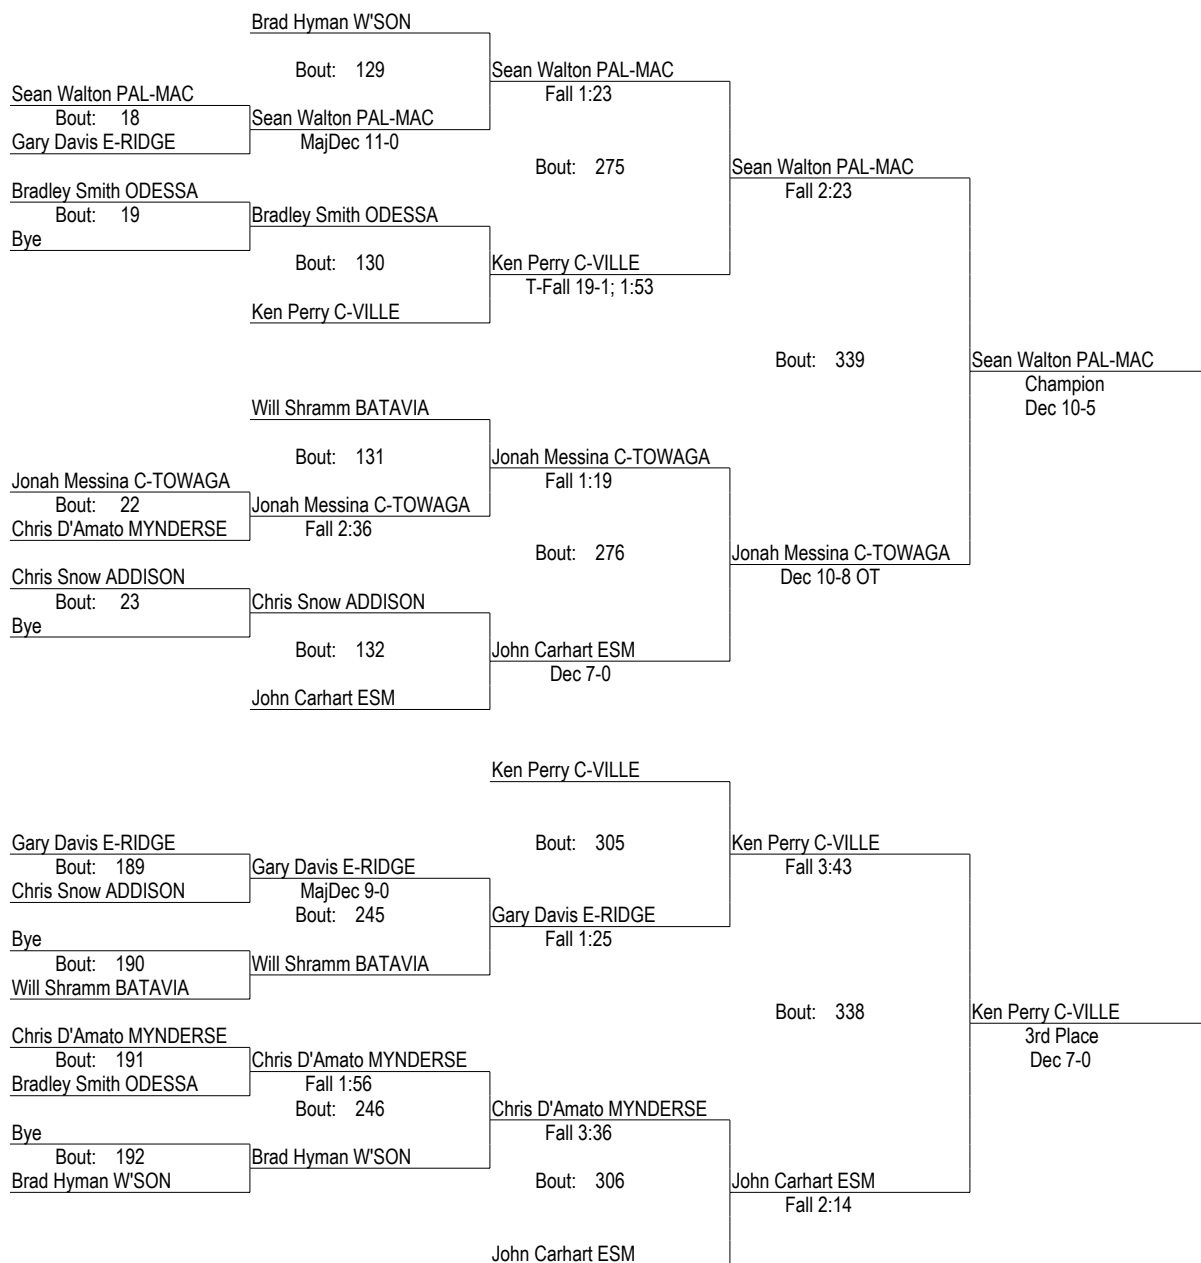 Brad Hyman W'SON
Bout: 129
Sean Walton PAL-MAC
Sean Walton PAL-MAC
Fall 1:23
Bout: 18
Sean Walton PAL-MAC
Gary Davis E-RIDGE
MajDec 11-0
Bout: 275
Sean Walton PAL-MAC
Bradley Smith ODESSA
Fall 2:23
Bout: 19
Bradley Smith ODESSA
Bye
Bout: 130
Ken Perry C-VILLE
T-Fall 19-1; 1:53
Ken Perry C-VILLE
Bout: 339
Sean Walton PAL-MAC
Champion
Will Shramm BATAVIA
Dec 10-5
Bout: 131
Jonah Messina C-TOWAGA
Jonah Messina C-TOWAGA
Fall 1:19
Bout: 22
Jonah Messina C-TOWAGA
Chris D'Amato MYNDERSE
Fall 2:36
Bout: 276
Jonah Messina C-TOWAGA
Chris Snow ADDISON
Dec 10-8 OT
Bout: 23
Chris Snow ADDISON
Bye
Bout: 132
John Carhart ESM
Dec 7-0
John Carhart ESM
Ken Perry C-VILLE
Gary Davis E-RIDGE
Bout: 305
Ken Perry C-VILLE
Bout: 189
Gary Davis E-RIDGE
Fall 3:43
Chris Snow ADDISON
MajDec 9-0
Bout: 245
Gary Davis E-RIDGE
Bye
Fall 1:25
Bout: 190
Will Shramm BATAVIA
Will Shramm BATAVIA
Bout: 338
Ken Perry C-VILLE
Chris D'Amato MYNDERSE
3rd Place
Bout: 191
Chris D'Amato MYNDERSE
Dec 7-0
Bradley Smith ODESSA
Fall 1:56
Bout: 246
Chris D'Amato MYNDERSE
Bye
Fall 3:36
Bout: 192
Brad Hyman W'SON
Brad Hyman W'SON
Bout: 306
John Carhart ESM
Fall 2:14
John Carhart ESM